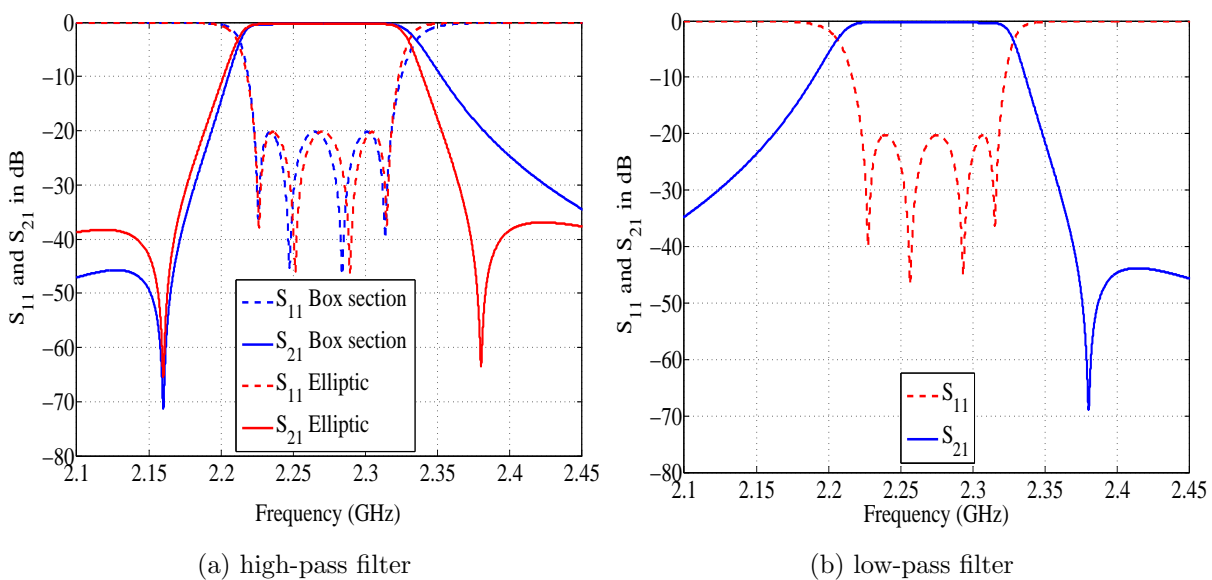 0
−10
−20
−30
−40
−50
−60
−70
−80
S11 and S21 in dB
S11 Box section
S21 Box section
S11 Elliptic
S21 Elliptic
2.1 2.15 2.2 2.25 2.3 2.35 2.4 2.45
Frequency (GHz)
(a) high-pass filter
0
−10
−20
−30
−40
−50
−60
−70
−80
S11 and S21 in dB
S11
S21
2.1 2.15 2.2 2.25 2.3 2.35 2.4 2.45
Frequency (GHz)
(b) low-pass filter